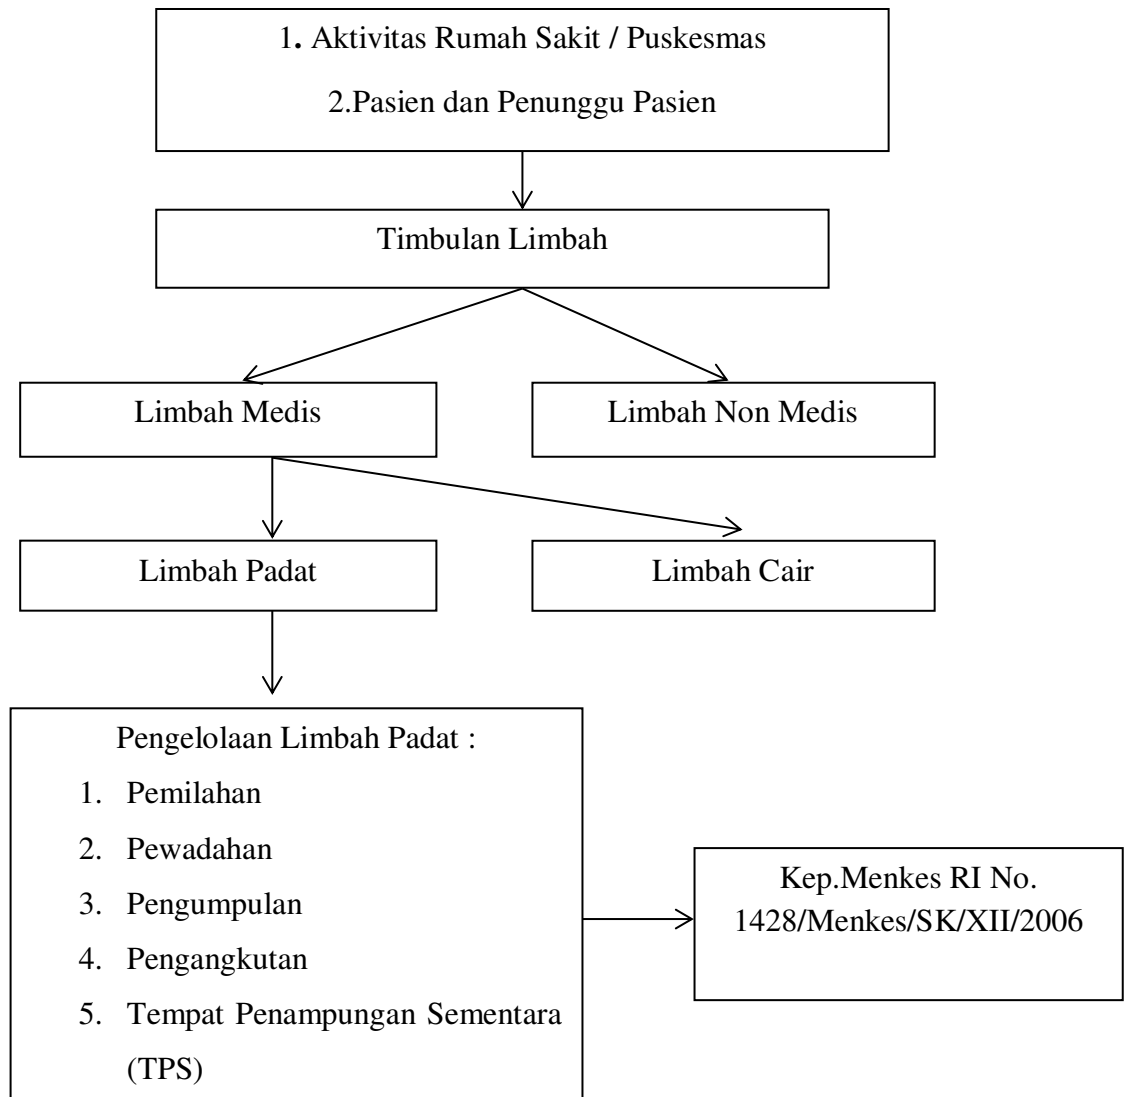 1. Aktivitas Rumah Sakit / Puskesmas
2.Pasien dan Penunggu Pasien
Timbulan Limbah
Limbah Medis
Limbah Non Medis
Limbah Padat
Limbah Cair
Pengelolaan Limbah Padat :
1. Pemilahan
2. Pewadahan
3. Pengumpulan
4. Pengangkutan
5. Tempat Penampungan Sementara
(TPS)
Kep.Menkes RI No.
1428/Menkes/SK/XII/2006